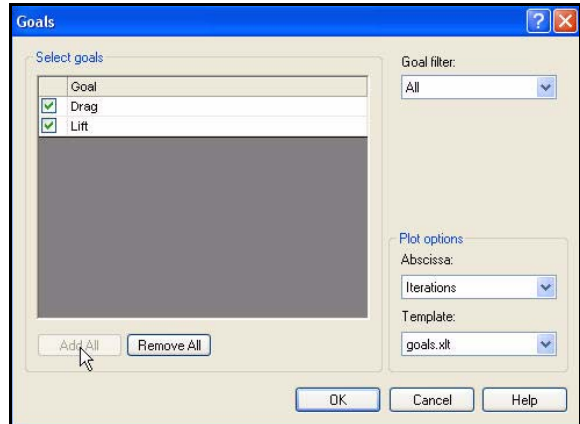 Goals
Select goals
Goal
Drag
Lift
Add All
Remove All
Goal filter:
All
Plot options
Abscissa:
Iterations
Template:
goals.xlt
OK
Cancel
Help